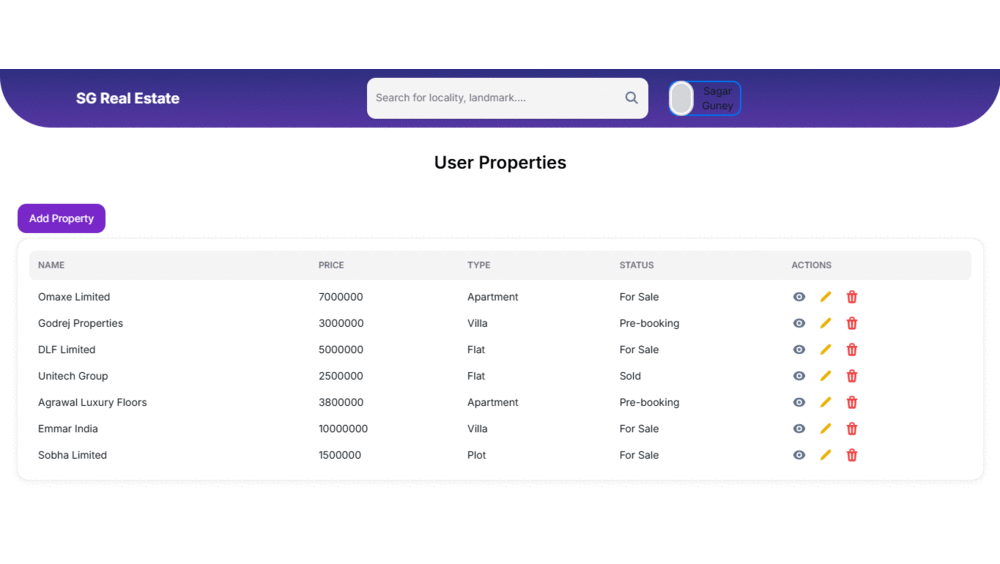 SG Real Estate
Search for locality, landmark....
Sagar
Guney
User Properties
Add Property
NAME PRICE TYPE STATUS ACTIONS
Omaxe Limited 7000000 Apartment For Sale
Godrej Properties 3000000 Villa Pre-booking
DLF Limited 5000000 Flat For Sale
Unitech Group 2500000 Flat Sold
Agrawal Luxury Floors 3800000 Apartment Pre-booking
Emmar India 10000000 Villa For Sale
Sobha Limited 1500000 Plot For Sale